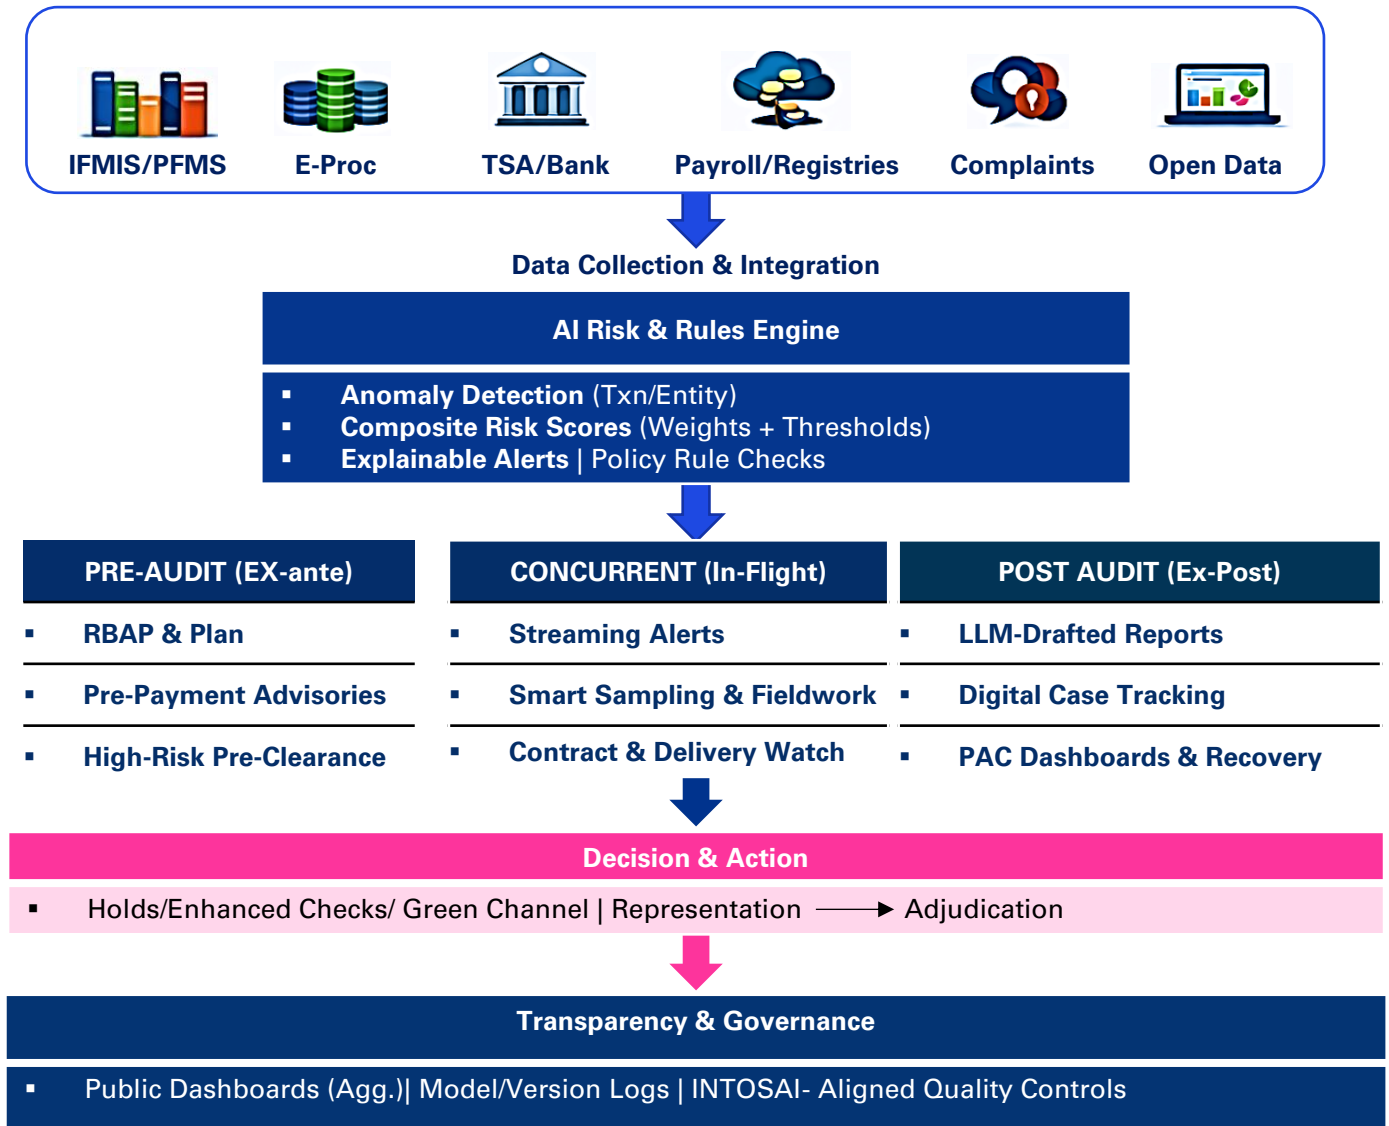 IFMIS/PFMS
E-Proc
TSA/Bank
Payroll/Registries
Complaints
Open Data
Data Collection & Integration
AI Risk & Rules Engine
▪ Anomaly Detection (Txn/Entity)
▪ Composite Risk Scores (Weights + Thresholds)
▪ Explainable Alerts | Policy Rule Checks
PRE-AUDIT (EX-ante)
▪ RBAP & Plan
▪ Pre-Payment Advisories
▪ High-Risk Pre-Clearance
CONCURRENT (In-Flight)
▪ Streaming Alerts
▪ Smart Sampling & Fieldwork
▪ Contract & Delivery Watch
POST AUDIT (Ex-Post)
▪ LLM-Drafted Reports
▪ Digital Case Tracking
▪ PAC Dashboards & Recovery
Decision & Action
▪ Holds/Enhanced Checks/ Green Channel | Representation ⟶ Adjudication
Transparency & Governance
▪ Public Dashboards (Agg.)| Model/Version Logs | INTOSAI- Aligned Quality Controls